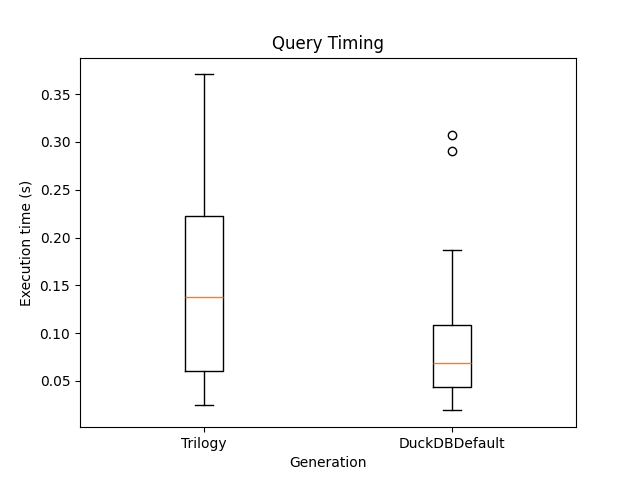 Query Timing
0.35
0.30
0.25
0.20
0.15
0.10
0.05
Execution time (s)
Trilogy
DuckDBDefault
Generation